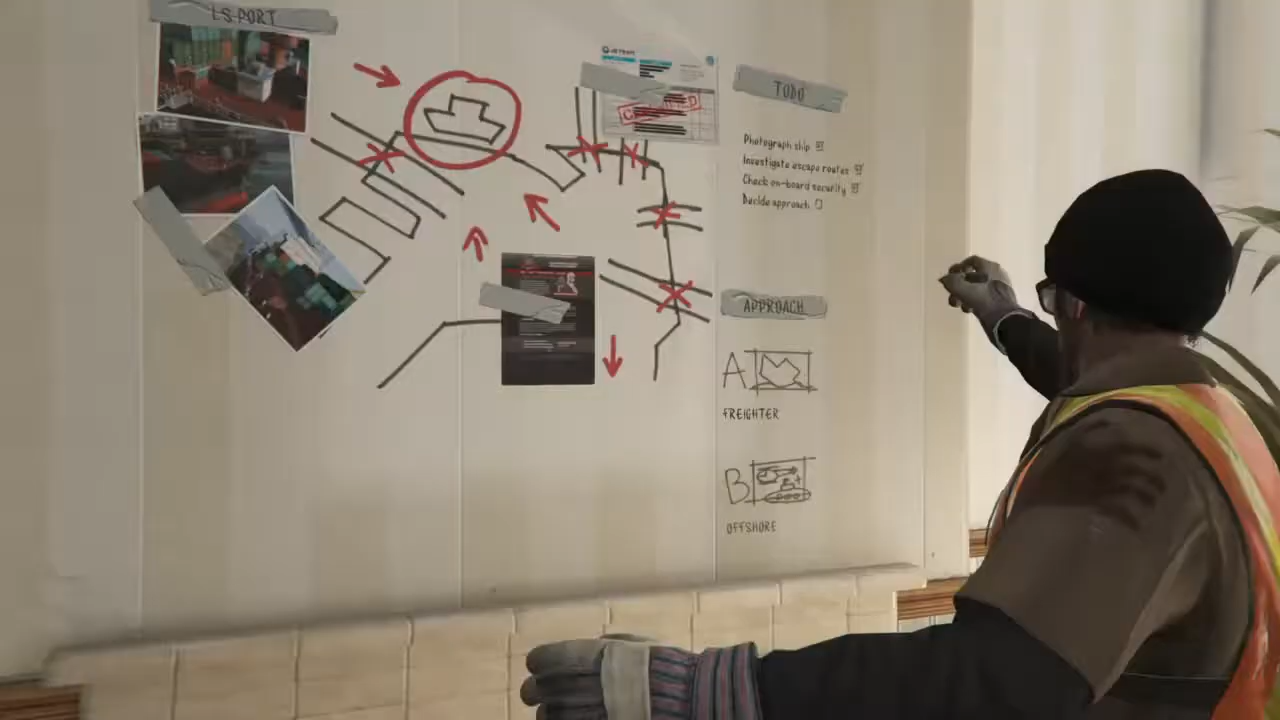 LS PORT
TODO
Photograph ship
Investigate escape routes
Check on-board security
Decide approach
APPROACH
A
FREIGHTER
B
OFFSHORE